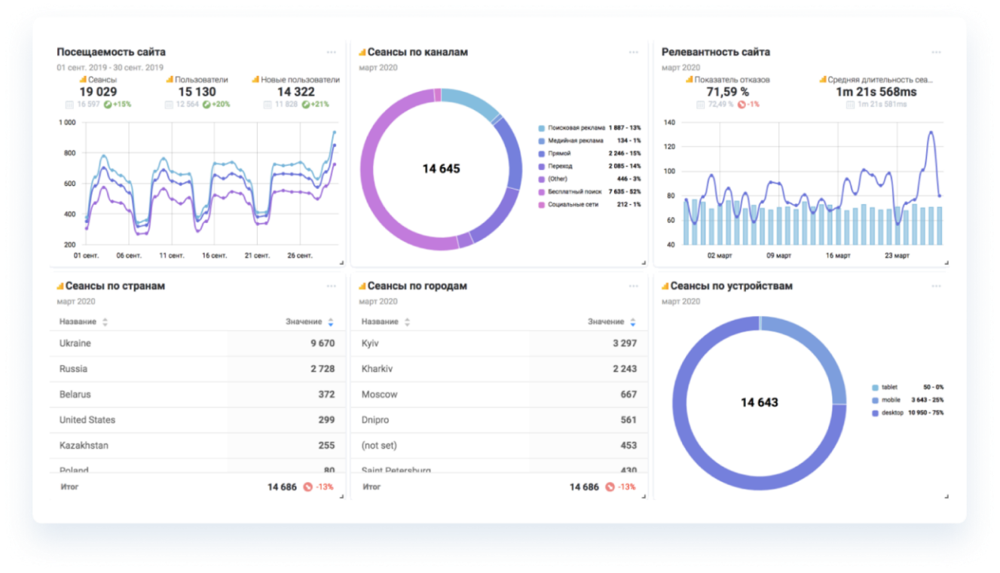 Посещаемость сайта
01 сент. 2019 - 30 сент. 2019
Сеансы Пользователи Новые пользователи
19 029 15 130 14 322
16 597 +15% 12 564 +20% 11 828 +21%
1 000
800
600
400
200
01 сент. 06 сент. 11 сент. 16 сент. 21 сент. 26 сент.
Сеансы по каналам
март 2020
14 645
Поисковая реклама 1 887 - 13%
Медийная реклама 134 - 1%
Прямой 2 246 - 15%
Переход 2 085 - 14%
(Other) 446 - 3%
Бесплатный поиск 7 635 - 52%
Социальные сети 212 - 1%
Релевантность сайта
март 2020
Показатель отказов Средняя длительность сеа...
71,59 % 1m 21s 568ms
72,49 % -1% 1m 21s 581ms
140
120
100
80
60
40
02 март 09 март 16 март 23 март
Сеансы по странам
март 2020
Название Значение
Ukraine 9 670
Russia 2 728
Belarus 372
United States 299
Kazakhstan 255
Poland 80
Итог 14 686 -13%
Сеансы по городам
март 2020
Название Значение
Kyiv 3 297
Kharkiv 2 243
Moscow 667
Dnipro 561
(not set) 453
Saint Petersburg 430
Итог 14 686 -13%
Сеансы по устройствам
март 2020
14 643
tablet 50 - 0%
mobile 3 643 - 25%
desktop 10 950 - 75%